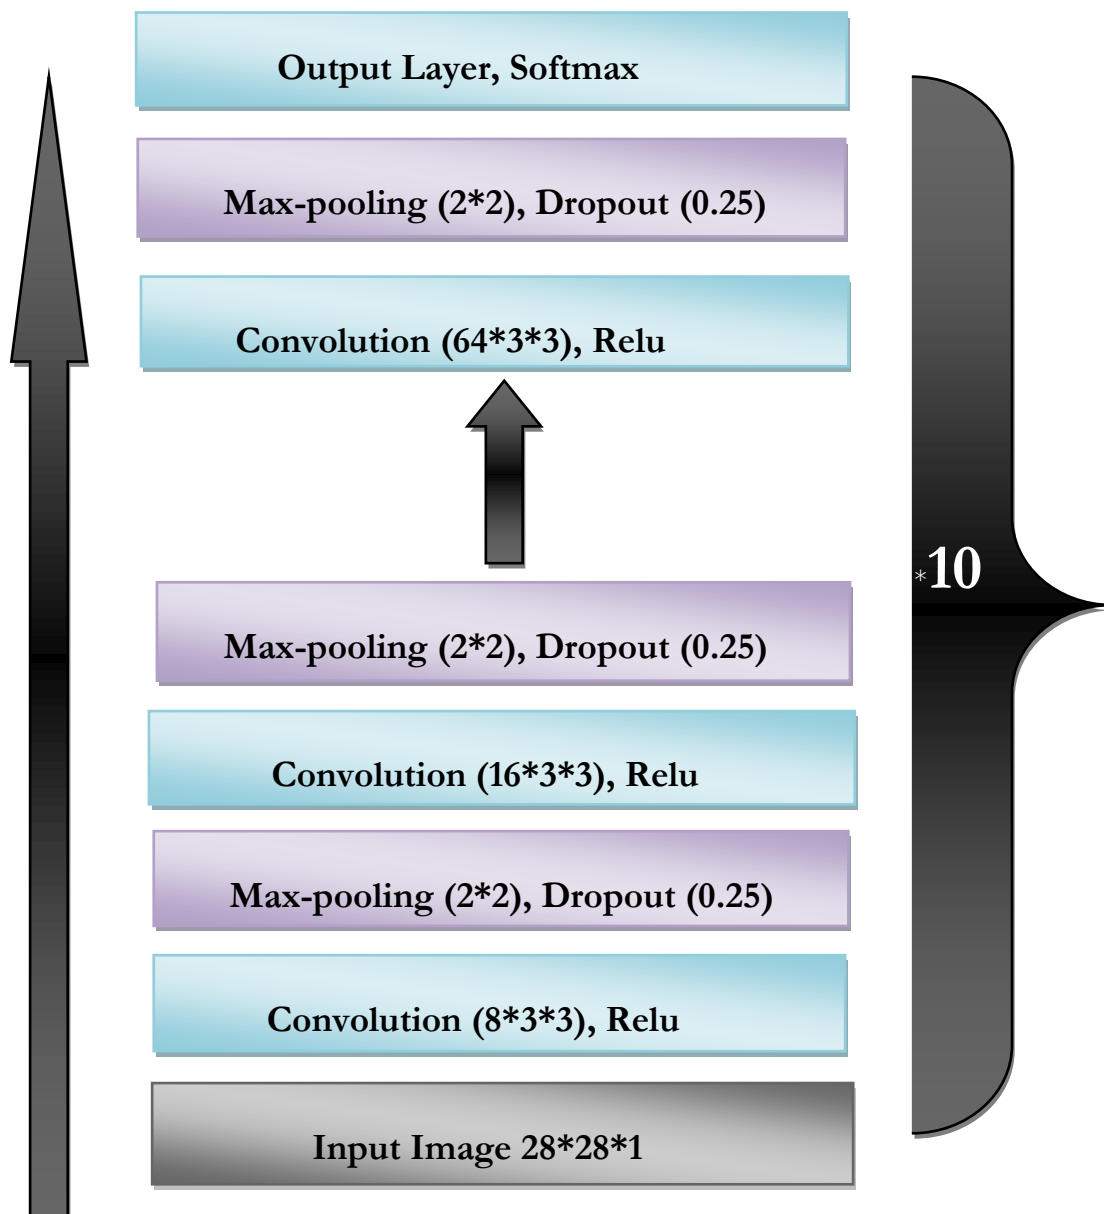 Output Layer, Softmax
Max-pooling (2*2), Dropout (0.25)
Convolution (64*3*3), Relu
*10
Max-pooling (2*2), Dropout (0.25)
Convolution (16*3*3), Relu
Max-pooling (2*2), Dropout (0.25)
Convolution (8*3*3), Relu
Input Image 28*28*1